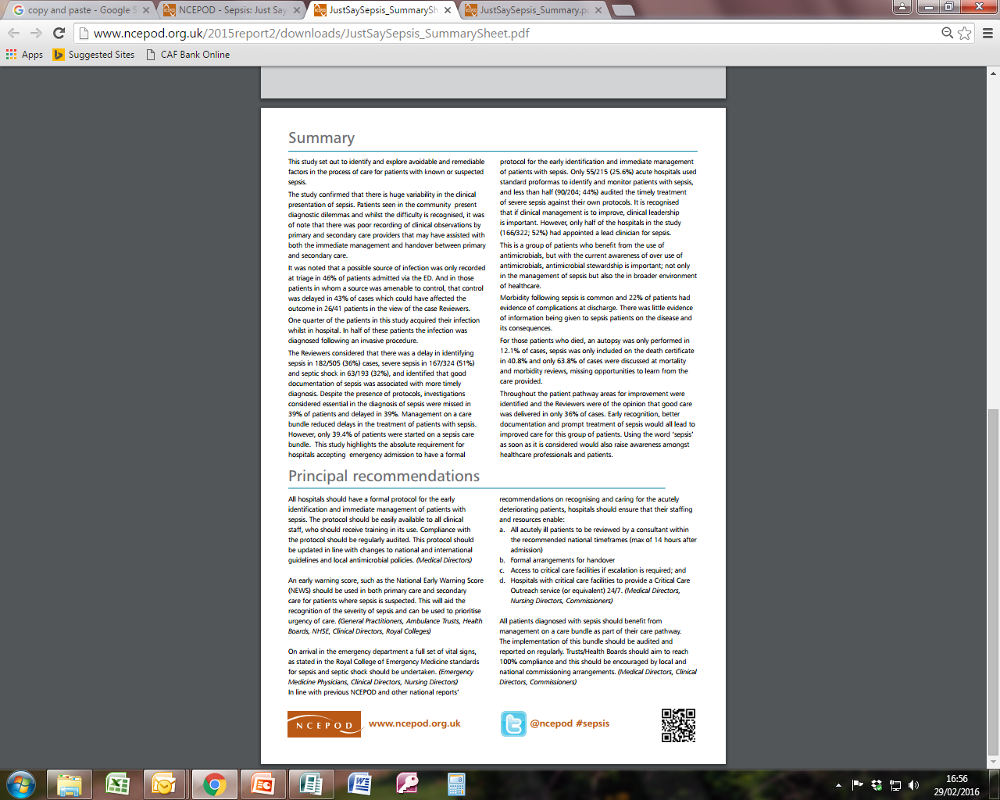 copy and paste - Google S
NCEPOD - Sepsis: Just Say
JustSaySepsis_SummarySh
JustSaySepsis_Summary.p
www.ncepod.org.uk/2015report2/downloads/JustSaySepsis_SummarySheet.pdf
Apps
Suggested Sites
CAF Bank Online
Summary
This study set out to identify and explore avoidable and remediable
factors in the process of care for patients with known or suspected
sepsis.
The study confirmed that there is huge variability in the clinical
presentation of sepsis. Patients seen in the community present
diagnostic dilemmas and whilst the difficulty is recognised, it was
of note that there was poor recording of clinical observations by
primary and secondary care providers that may have assisted with
both the immediate management and handover between primary
and secondary care.
It was noted that a possible source of infection was only recorded
at triage in 46% of patients admitted via the ED. And in those
patients in whom a source was amenable to control, that control
was delayed in 43% of cases which could have affected the
outcome in 26/41 patients in the view of the case Reviewers.
One quarter of the patients in this study acquired their infection
whilst in hospital. In half of these patients the infection was
diagnosed following an invasive procedure.
The Reviewers considered that there was a delay in identifying
sepsis in 182/505 (36%) cases, severe sepsis in 167/324 (51%)
and septic shock in 63/193 (32%), and identified that good
documentation of sepsis was associated with more timely
diagnosis. Despite the presence of protocols, investigations
considered essential in the diagnosis of sepsis were missed in
39% of patients and delayed in 39%. Management on a care
bundle reduced delays in the treatment of patients with sepsis.
However, only 39.4% of patients were started on a sepsis care
bundle. This study highlights the absolute requirement for
hospitals accepting emergency admission to have a formal
protocol for the early identification and immediate management
of patients with sepsis. Only 55/215 (25.6%) acute hospitals used
standard proformas to identify and monitor patients with sepsis,
and less than half (90/204; 44%) audited the timely treatment
of severe sepsis against their own protocols. It is recognised
that if clinical management is to improve, clinical leadership
is important. However, only half of the hospitals in the study
(166/322; 52%) had appointed a lead clinician for sepsis.
This is a group of patients who benefit from the use of
antimicrobials, but with the current awareness of over use of
antimicrobials, antimicrobial stewardship is important; not only
in the management of sepsis but also the in broader environment
of healthcare.
Morbidity following sepsis is common and 22% of patients had
evidence of complications at discharge. There was little evidence
of information being given to sepsis patients on the disease and
its consequences.
For those patients who died, an autopsy was only performed in
12.1% of cases, sepsis was only included on the death certificate
in 40.8% and only 63.8% of cases were discussed at mortality
and morbidity reviews, missing opportunities to learn from the
care provided.
Throughout the patient pathway areas for improvement were
identified and the Reviewers were of the opinion that good care
was delivered in only 36% of cases. Early recognition, better
documentation and prompt treatment of sepsis would all lead to
improved care for this group of patients. Using the word ‘sepsis’
as soon as it is considered would also raise awareness amongst
healthcare professionals and patients.
Principal recommendations
All hospitals should have a formal protocol for the early
identification and immediate management of patients with
sepsis. The protocol should be easily available to all clinical
staff, who should receive training in its use. Compliance with
the protocol should be regularly audited. This protocol should
be updated in line with changes to national and international
guidelines and local antimicrobial policies. (Medical Directors)
An early warning score, such as the National Early Warning Score
(NEWS) should be used in both primary care and secondary
care for patients where sepsis is suspected. This will aid the
recognition of the severity of sepsis and can be used to prioritise
urgency of care. (General Practitioners, Ambulance Trusts, Health
Boards, NHSE, Clinical Directors, Royal Colleges)
On arrival in the emergency department a full set of vital signs,
as stated in the Royal College of Emergency Medicine standards
for sepsis and septic shock should be undertaken. (Emergency
Medicine Physicians, Clinical Directors, Nursing Directors)
In line with previous NCEPOD and other national reports’
recommendations on recognising and caring for the acutely
deteriorating patients, hospitals should ensure that their staffing
and resources enable:
a. All acutely ill patients to be reviewed by a consultant within
the recommended national timeframes (max of 14 hours after
admission)
b. Formal arrangements for handover
c. Access to critical care facilities if escalation is required; and
d. Hospitals with critical care facilities to provide a Critical Care
Outreach service (or equivalent) 24/7. (Medical Directors,
Nursing Directors, Commissioners)
All patients diagnosed with sepsis should benefit from
management on a care bundle as part of their care pathway.
The implementation of this bundle should be audited and
reported on regularly. Trusts/Health Boards should aim to reach
100% compliance and this should be encouraged by local and
national commissioning arrangements. (Medical Directors, Clinical
Directors, Commissioners)
NCEPOD
www.ncepod.org.uk
@ncepod #sepsis
16:56
29/02/2016